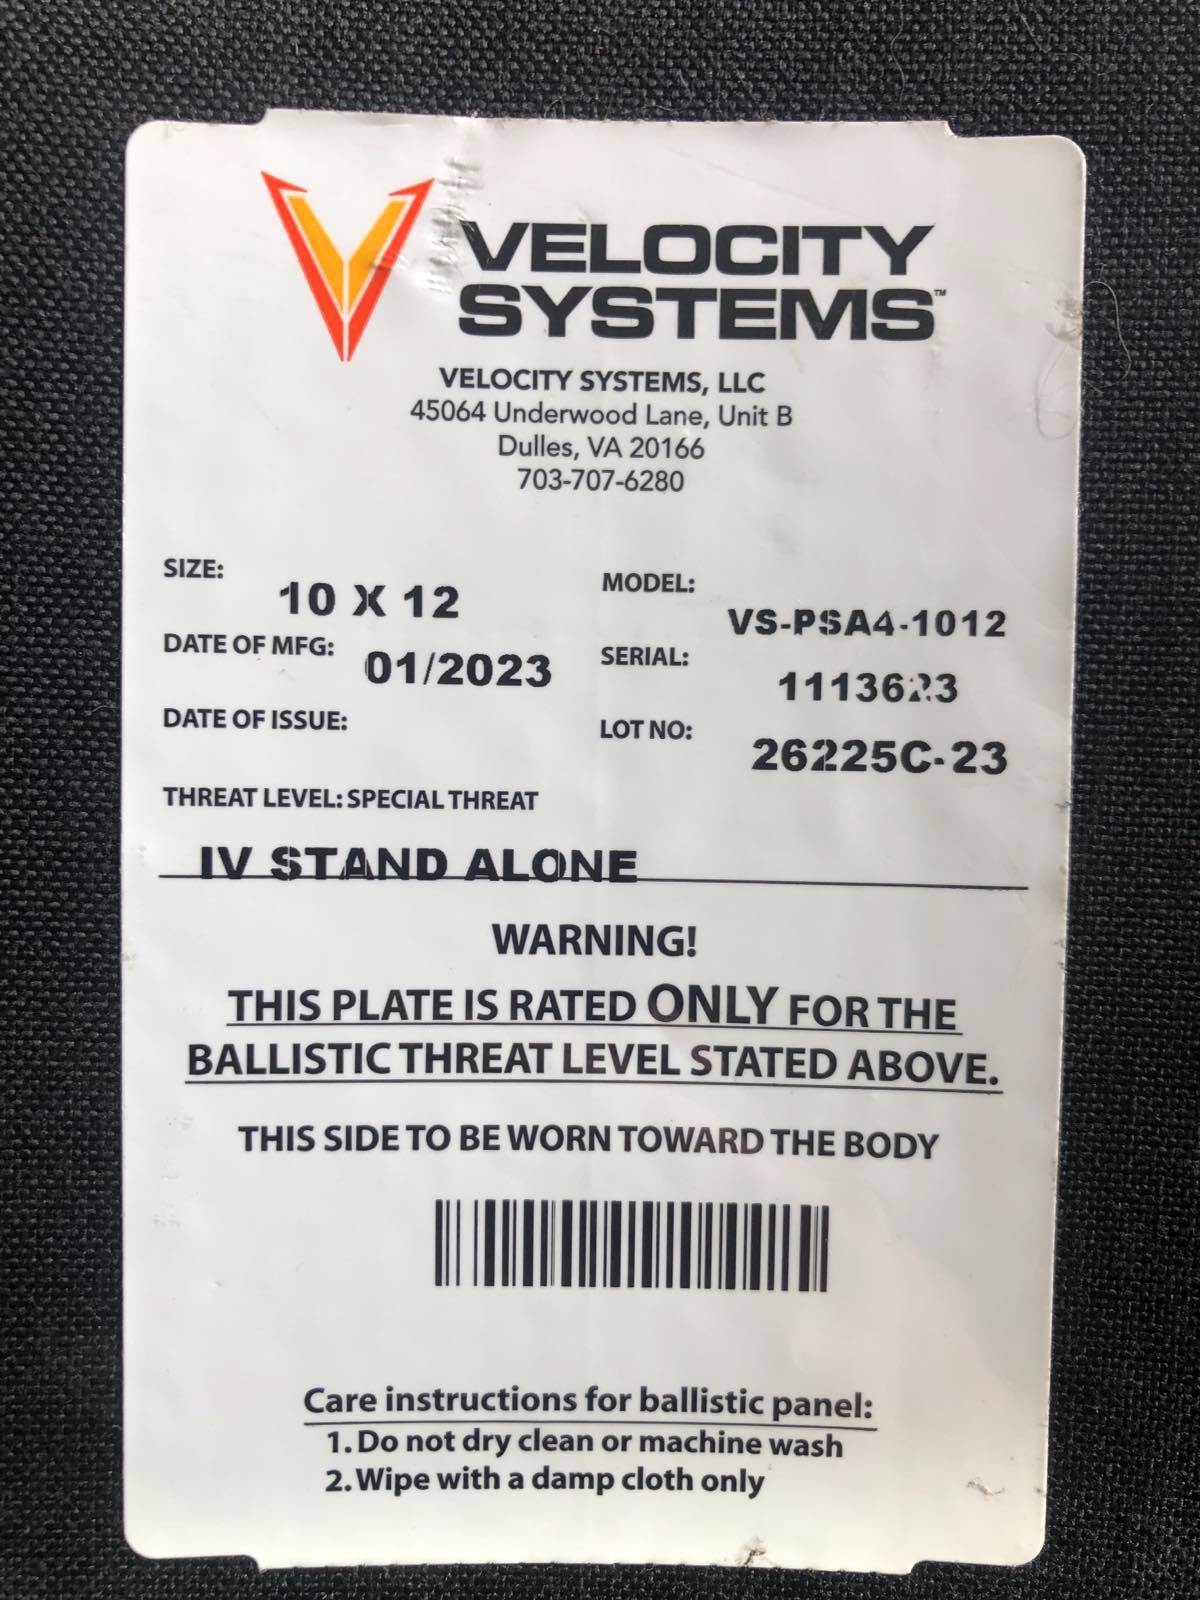 VELOCITY
SYSTEMS™
VELOCITY SYSTEMS, LLC
45064 Underwood Lane, Unit B
Dulles, VA 20166
703-707-6280
SIZE: 10 X 12
MODEL: VS-PSA4-1012
DATE OF MFG: 01/2023
SERIAL: 1113623
DATE OF ISSUE:
LOT NO: 26225C-23
THREAT LEVEL: SPECIAL THREAT
IV STAND ALONE
WARNING!
THIS PLATE IS RATED ONLY FOR THE
BALLISTIC THREAT LEVEL STATED ABOVE.
THIS SIDE TO BE WORN TOWARD THE BODY
Care instructions for ballistic panel:
1. Do not dry clean or machine wash
2. Wipe with a damp cloth only